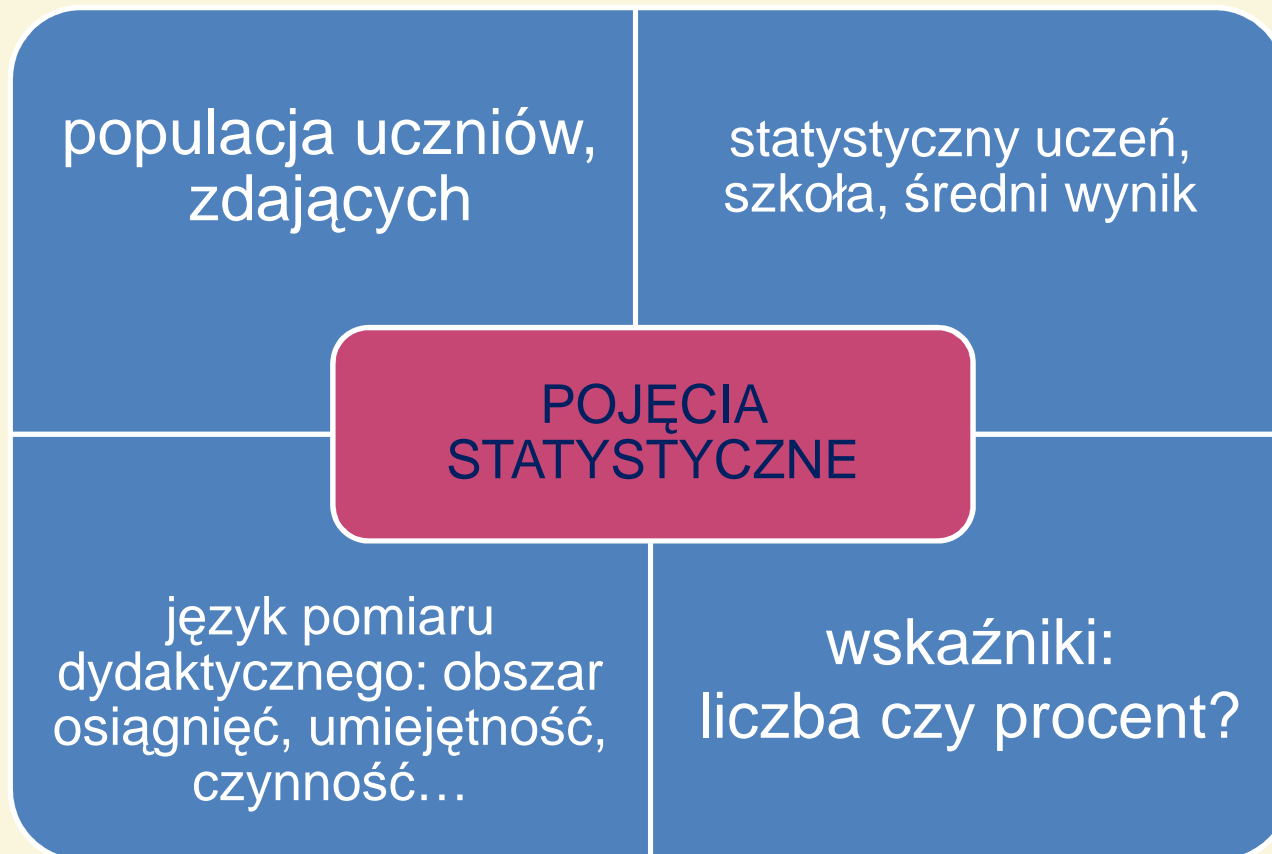 populacja uczniów,
zdających
statystyczny uczeń,
szkoła, średni wynik
POJĘCIA
STATYSTYCZNE
język pomiaru
dydaktycznego: obszar
osiągnięć, umiejętność,
czynność…
wskaźniki:
liczba czy procent?